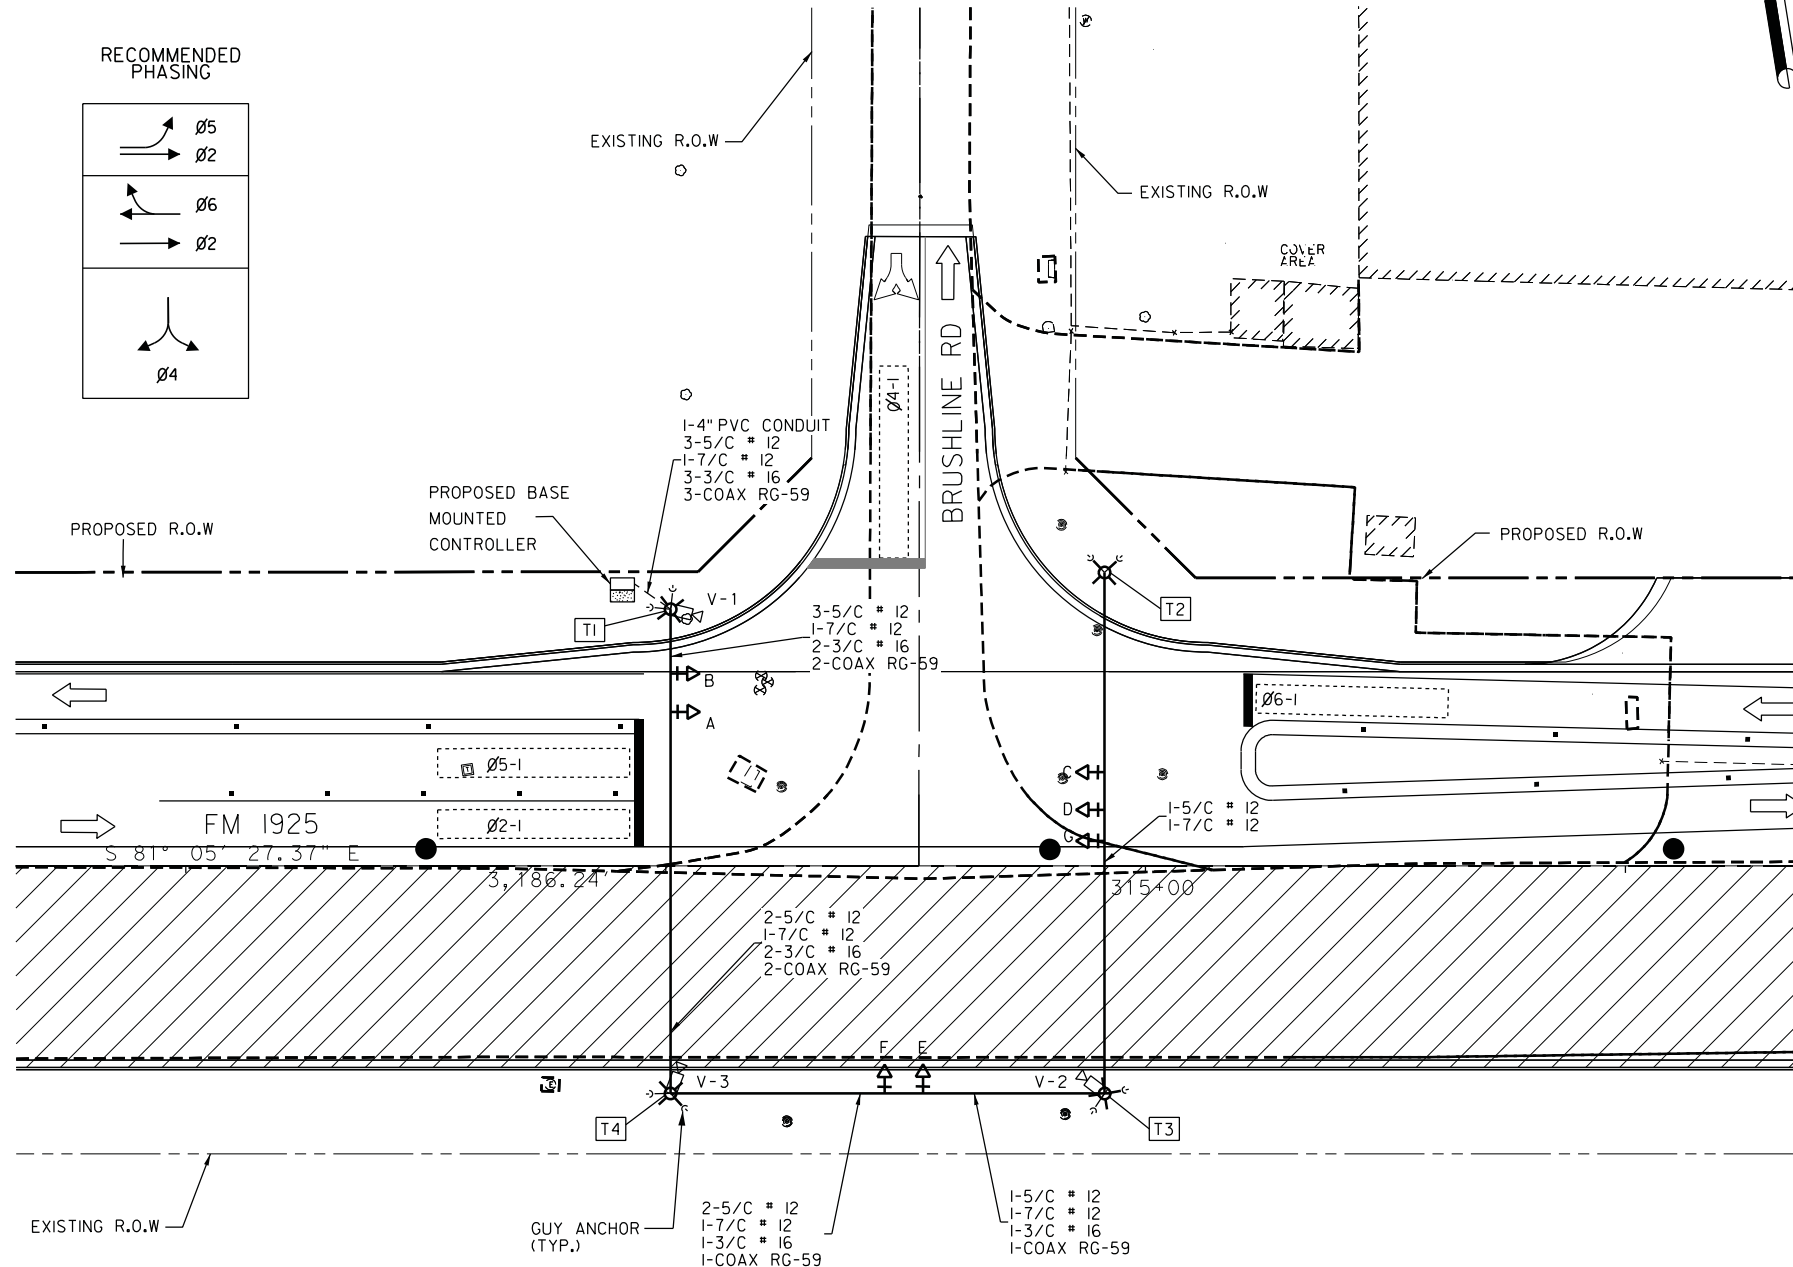 RECOMMENDED
PHASING
Ø5
Ø2
Ø6
Ø2
Ø4
EXISTING R.O.W
EXISTING R.O.W
COVER
AREA
BRUSHLINE RD
Ø4-1
1-4" PVC CONDUIT
3-5/C # 12
1-7/C # 12
3-3/C # 16
3-COAX RG-59
PROPOSED BASE
MOUNTED
CONTROLLER
PROPOSED R.O.W
PROPOSED R.O.W
V-1
T1
T2
3-5/C # 12
1-7/C # 12
2-3/C # 16
2-COAX RG-59
B
A
Ø6-1
Ø5-1
Ø2-1
C
D
G
1-5/C # 12
1-7/C # 12
FM 1925
S 81° 05' 27.37" E
3,186.24'
315+00
2-5/C # 12
1-7/C # 12
2-3/C # 16
2-COAX RG-59
F
E
V-3
V-2
T4
T3
EXISTING R.O.W
GUY ANCHOR
(TYP.)
2-5/C # 12
1-7/C # 12
1-3/C # 16
1-COAX RG-59
1-5/C # 12
1-7/C # 12
1-3/C # 16
1-COAX RG-59